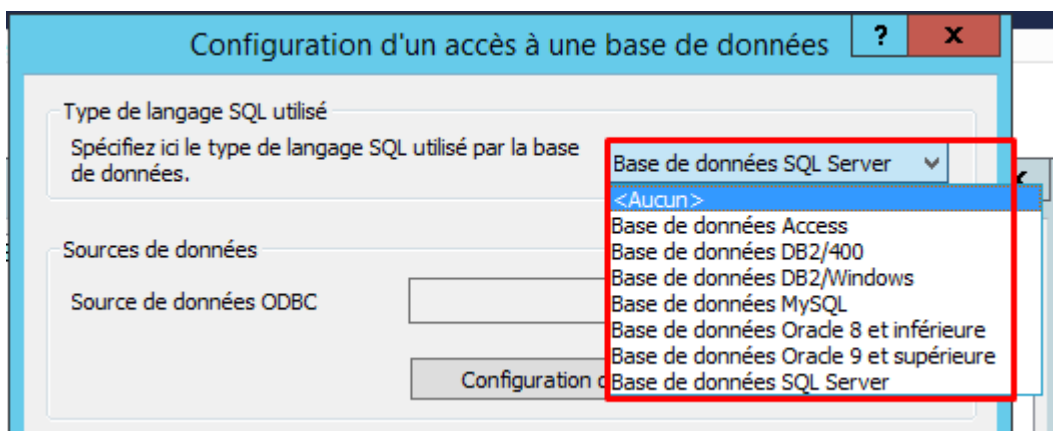 Configuration d'un accès à une base de données
?
x
Type de langage SQL utilisé
Spécifiez ici le type de langage SQL utilisé par la base
de données.
Base de données SQL Server
<Aucun>
Base de données Access
Base de données DB2/400
Base de données DB2/Windows
Base de données MySQL
Base de données Oracle 8 et inférieure
Base de données Oracle 9 et supérieure
Base de données SQL Server
Sources de données
Source de données ODBC
Configuration